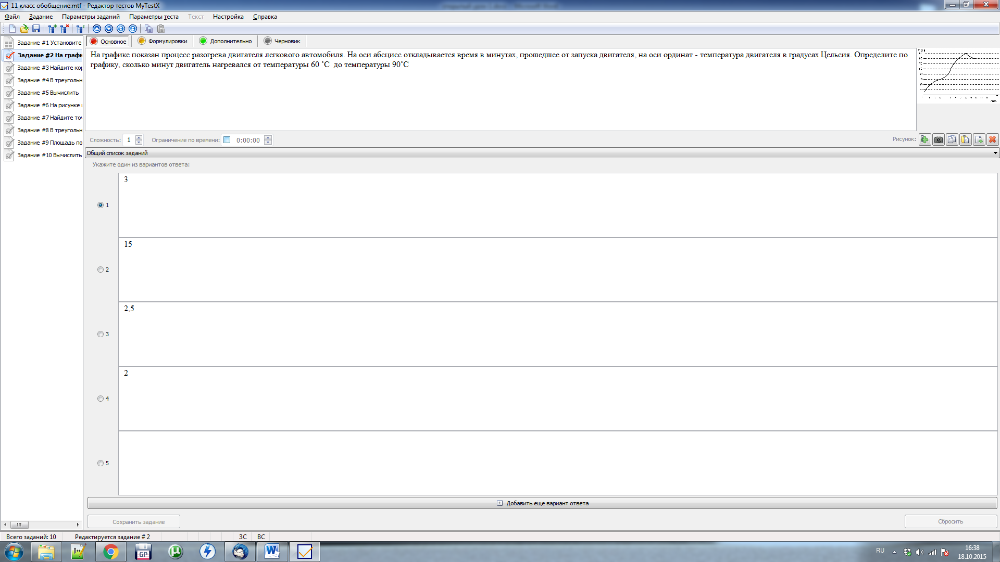 11 класс обобщение.mtf - Редактор тестов MyTestX
Файл Задание Параметры заданий Параметры теста Текст Настройка Справка
Основное Формулировки Дополнительно Черновик
Задание #1 Установите
Задание #2 На графи
Задание #3 Найдите кор
Задание #4 В треугольн
Задание #5 Вычислить
Задание #6 На рисунке
Задание #7 Найдите точ
Задание #8 В треугольн
Задание #9 Площадь по
Задание #10 Вычислить
На графике показан процесс разогрева двигателя легкового автомобиля. На оси абсцисс откладывается время в минутах, прошедшее от запуска двигателя, на оси ординат - температура двигателя в градусах Цельсия. Определите по
графику, сколько минут двигатель нагревался от температуры 60 ˚C до температуры 90˚C
Сложность: 1 Ограничение по времени: 0:00:00 Рисунок:
Общий список заданий
Укажите один из вариантов ответа:
3
1
15
2
2,5
3
2
4
5
Добавить еще вариант ответа
Сохранить задание Сбросить
Всего заданий: 10 Редактируется задание # 2 ЗС ВС
GP
RU
16:38
18.10.2015